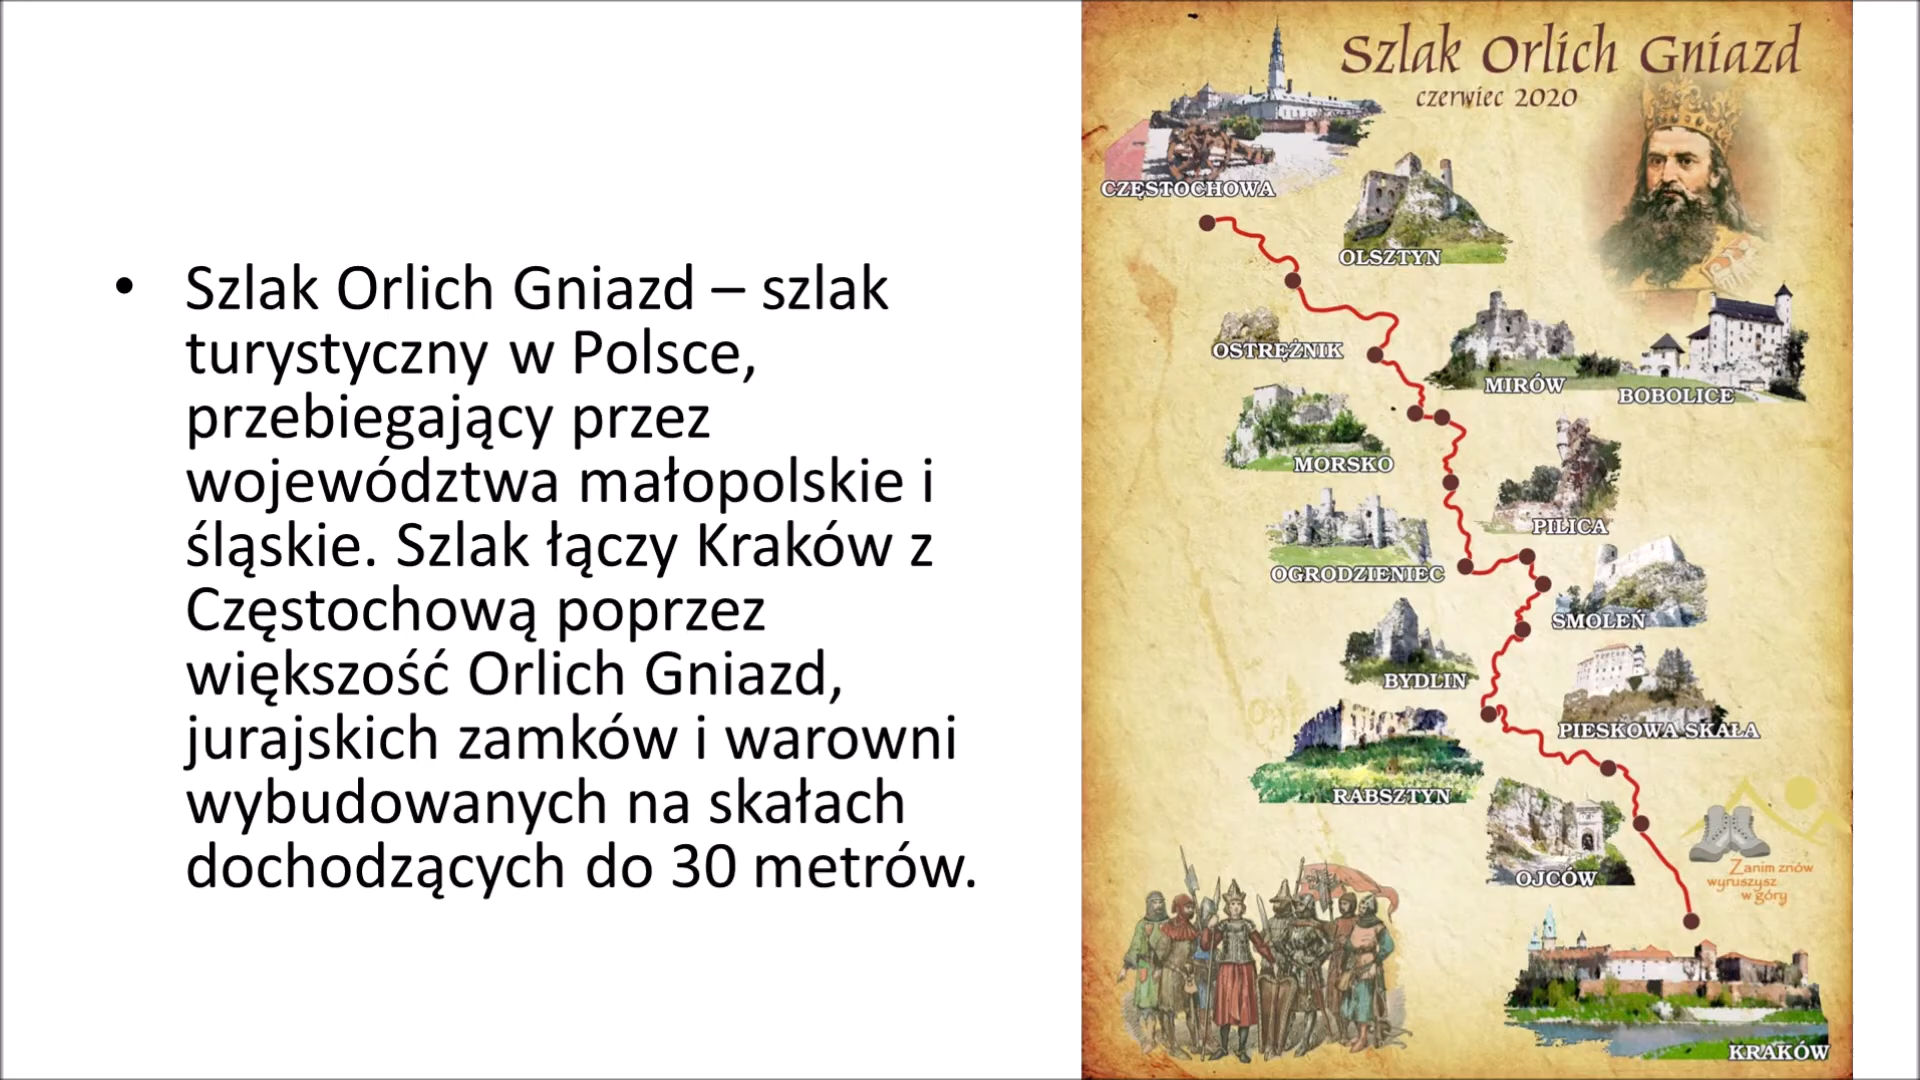 • Szlak Orlich Gniazd – szlak
turystyczny w Polsce,
przebiegający przez
województwa małopolskie i
śląskie. Szlak łączy Kraków z
Częstochową poprzez
większość Orlich Gniazd,
jurajskich zamków i warowni
wybudowanych na skałach
dochodzących do 30 metrów.
Szlak Orlich Gniazd
czerwiec 2020
CZĘSTOCHOWA
OLSZTYN
OSTRĘŻNIK
MIRÓW
BOBOLICE
MORSKO
PILICA
OGRODZIENIEC
SMOLEŃ
BYDLIN
PIESKOWA SKAŁA
RABSZTYN
OJCÓW
Zanim znów
wyruszysz
w góry
KRAKÓW